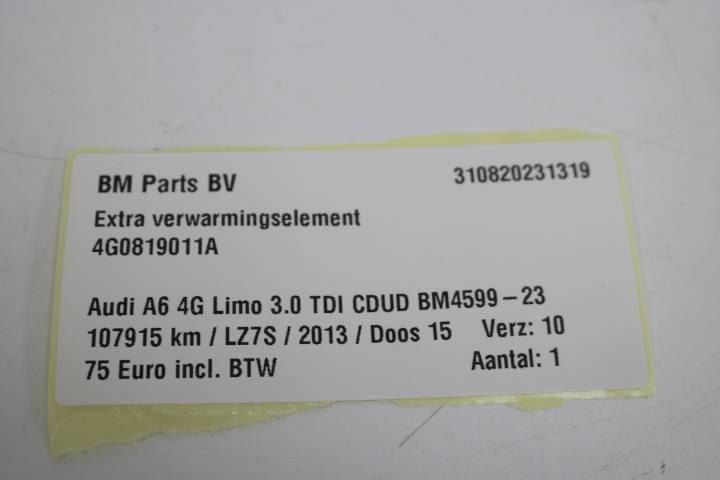 BM Parts BV 310820231319
Extra verwarmingselement
4G0819011A
Audi A6 4G Limo 3.0 TDI CDUD BM4599-23
107915 km / LZ7S / 2013 / Doos 15 Verz: 10
75 Euro incl. BTW Aantal: 1